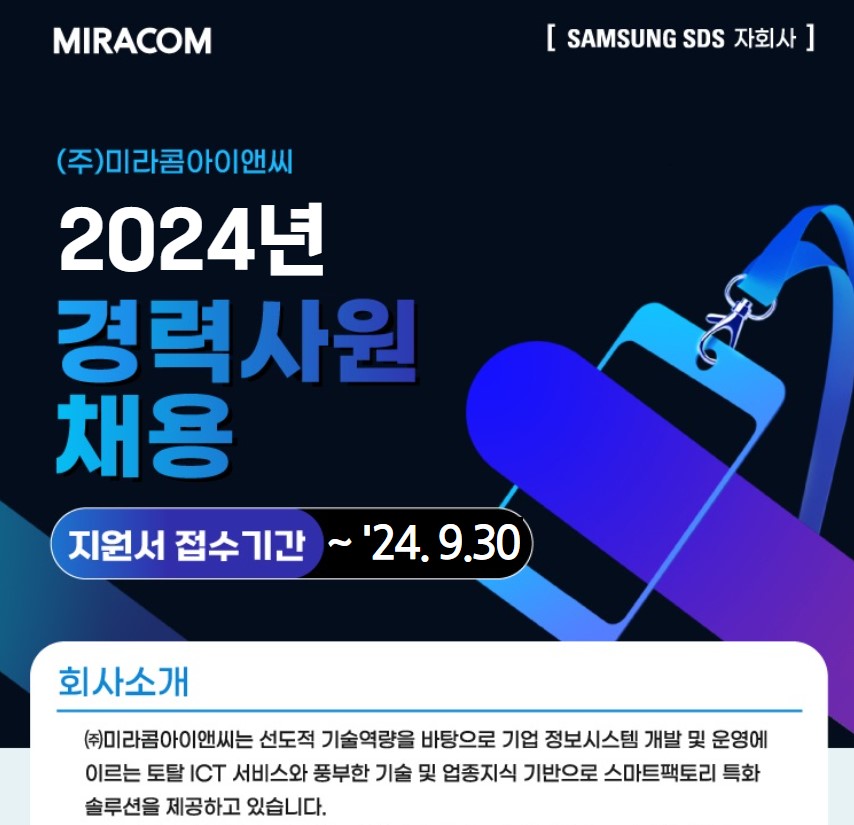 MIRACOM
[ SAMSUNG SDS 자회사 ]
(주)미라콤아이앤씨
2024년
경력사원
채용
지원서 접수기간 ~ '24. 9.30
회사소개
㈜미라콤아이앤씨는 선도적 기술역량을 바탕으로 기업 정보시스템 개발 및 운영에
이르는 토탈 ICT 서비스와 풍부한 기술 및 업종지식 기반으로 스마트팩토리 특화
솔루션을 제공하고 있습니다.